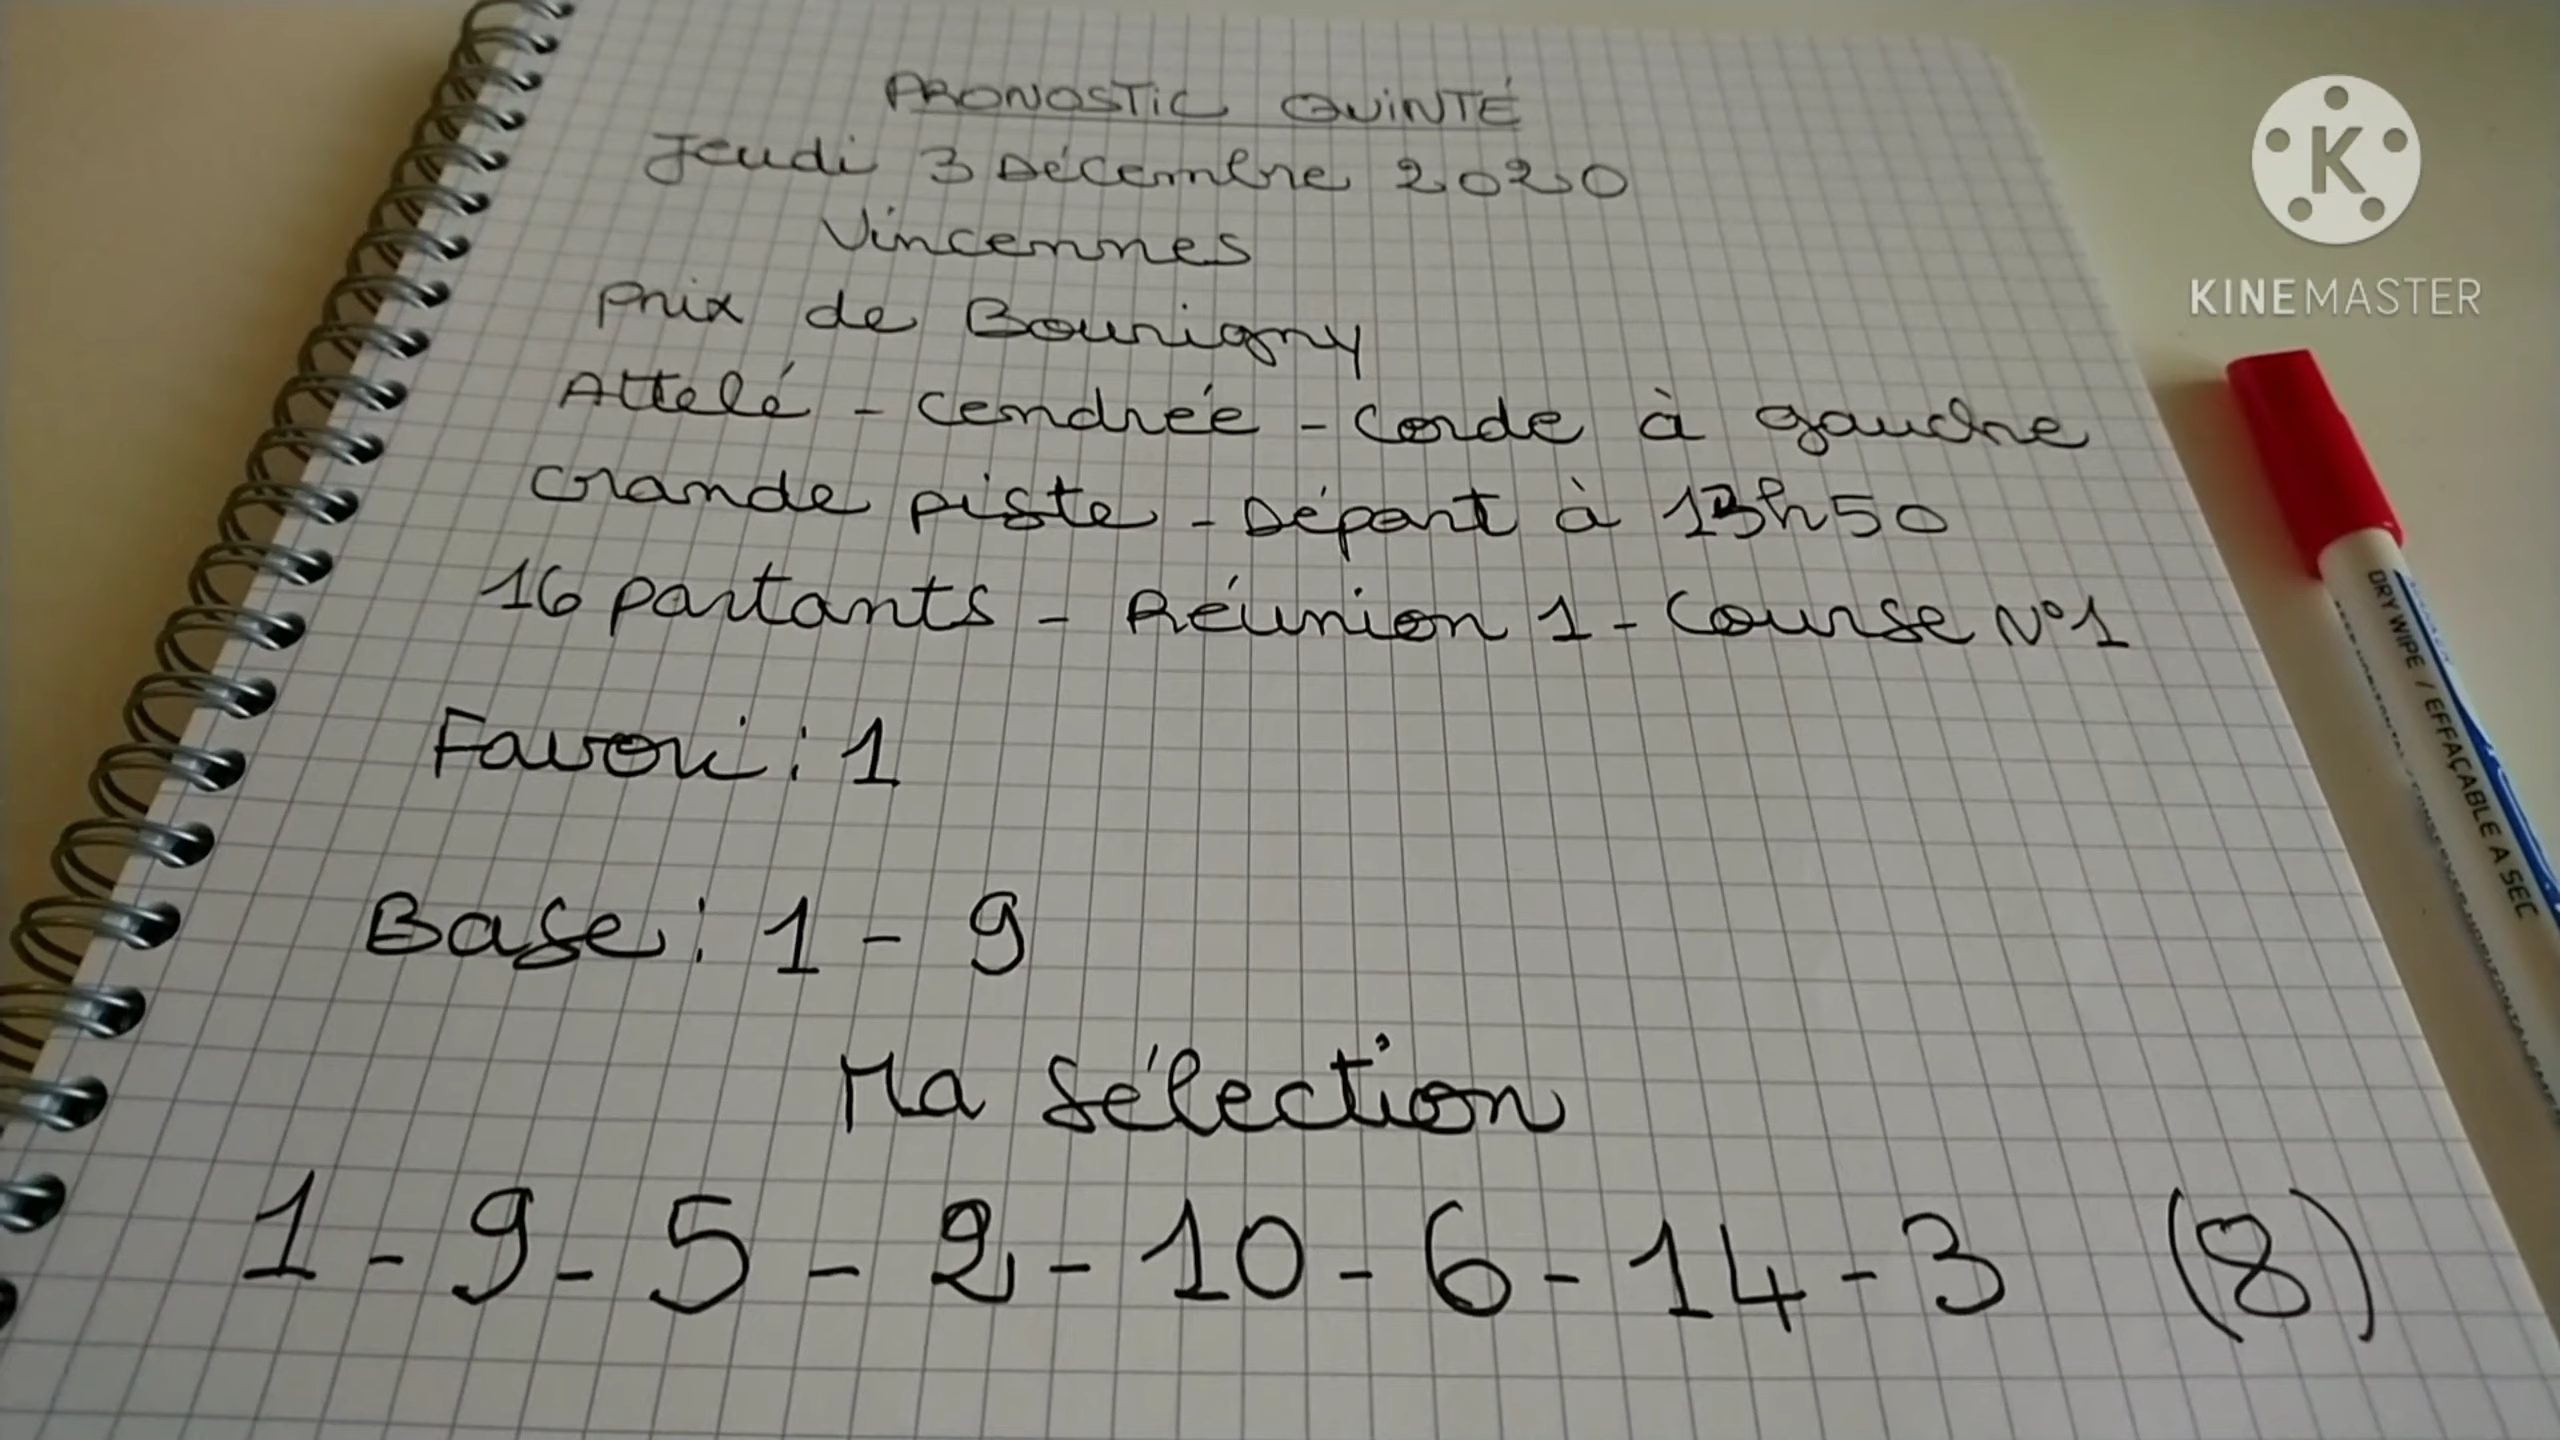 PRONOSTIC QUINTÉ
Jeudi 3 Décembre 2020
Vincennes
Prix de Bourigny
Attelé - Cendrée - Corde à gauche
Grande piste - Départ à 13h50
16 partants - Réunion 1 - Course N°1
Favori : 1
Base : 1 - 9
Ma sélection
1 - 9 - 5 - 2 - 10 - 6 - 14 - 3 (8)
K
KINEMASTER
DRY WIPE / EFFAÇABLE A SEC